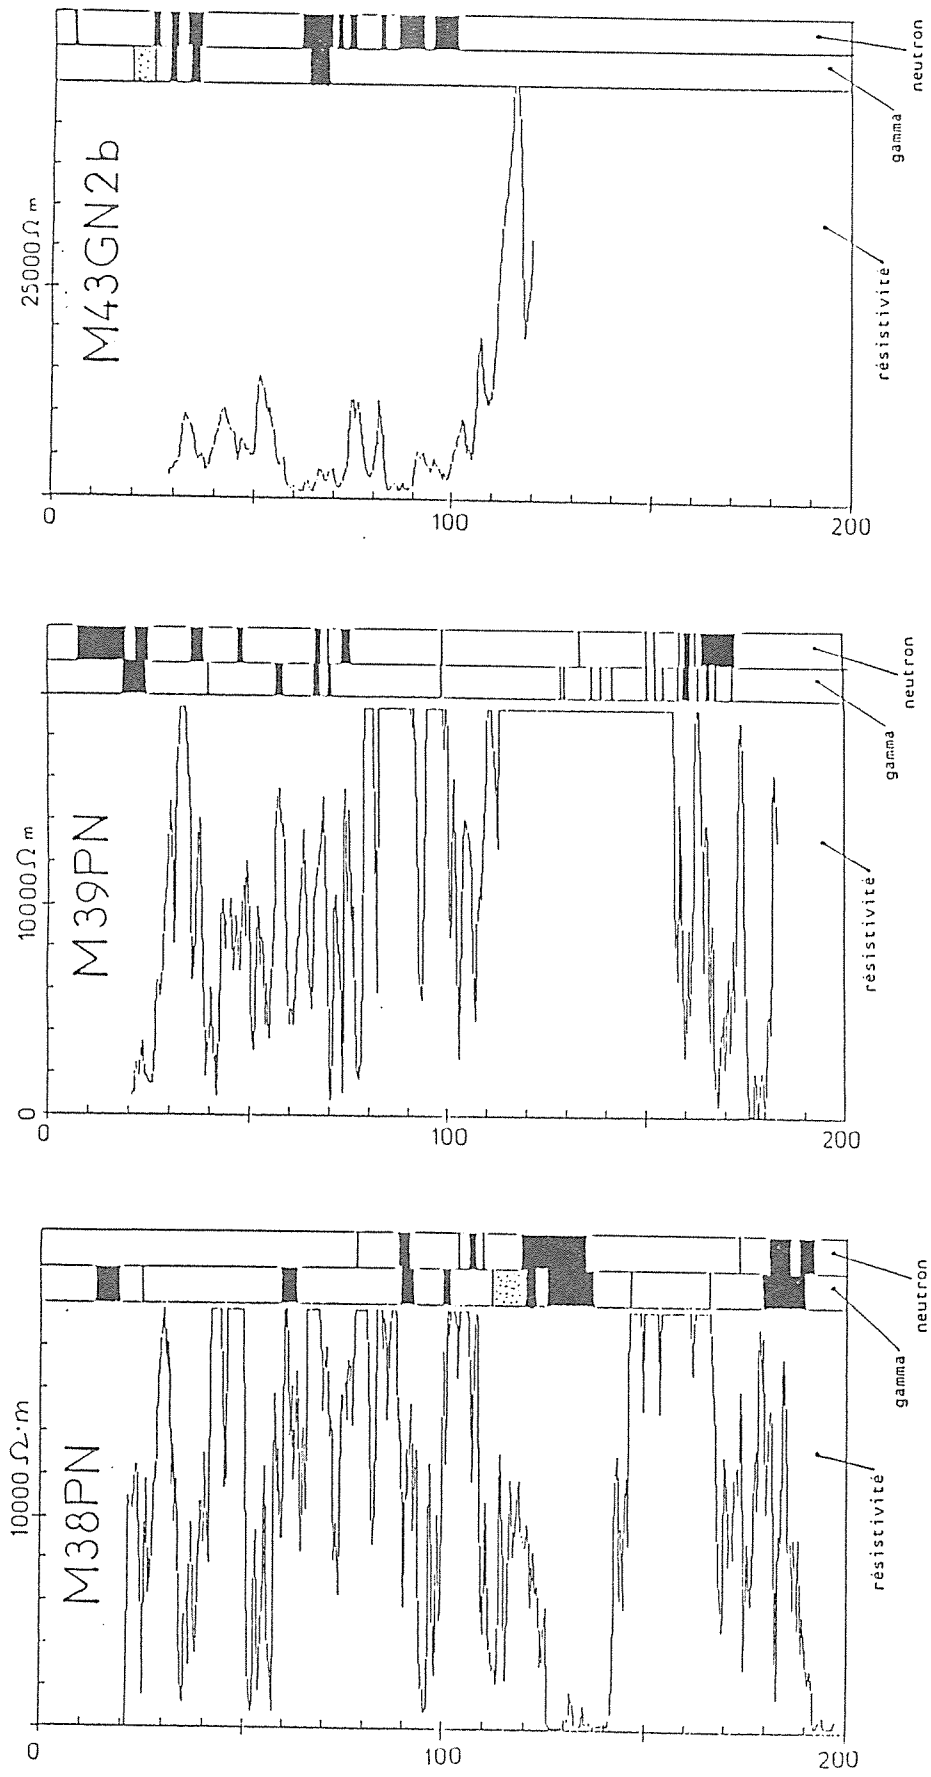 neutron
gamma
résistivité
25000 Ω m
M43GN2b
0
100
200
neutron
gamma
résistivité
10000 Ω m
M39PN
0
0
100
200
neutron
gamma
résistivité
10000 Ω·m
M38PN
0
100
200